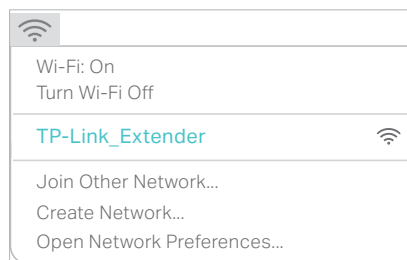 Wi-Fi: On
Turn Wi-Fi Off
TP-Link_Extender
Join Other Network...
Create Network...
Open Network Preferences...